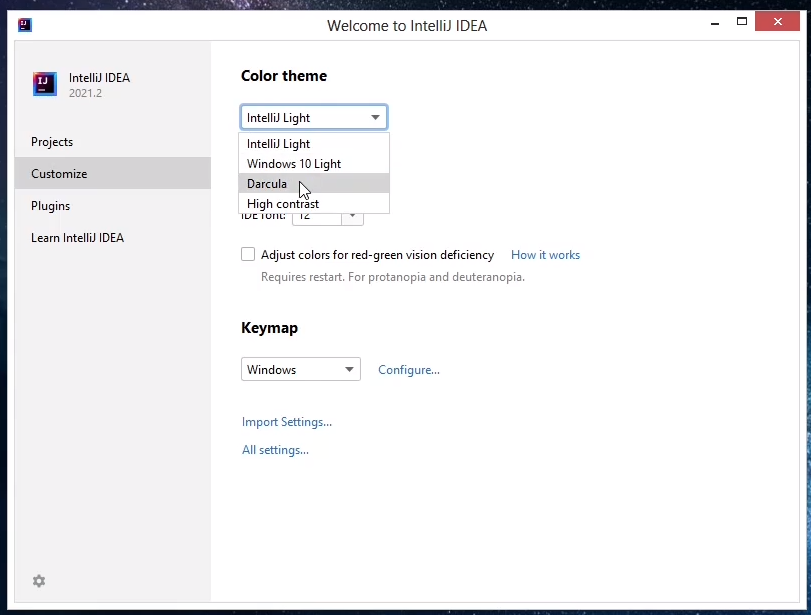 Welcome to IntelliJ IDEA
IntelliJ IDEA
2021.2
Projects
Customize
Plugins
Learn IntelliJ IDEA
Color theme
IntelliJ Light
IntelliJ Light
Windows 10 Light
Darcula
High contrast
IDE font: 12
Adjust colors for red-green vision deficiency How it works
Requires restart. For protanopia and deuteranopia.
Keymap
Windows Configure...
Import Settings...
All settings...